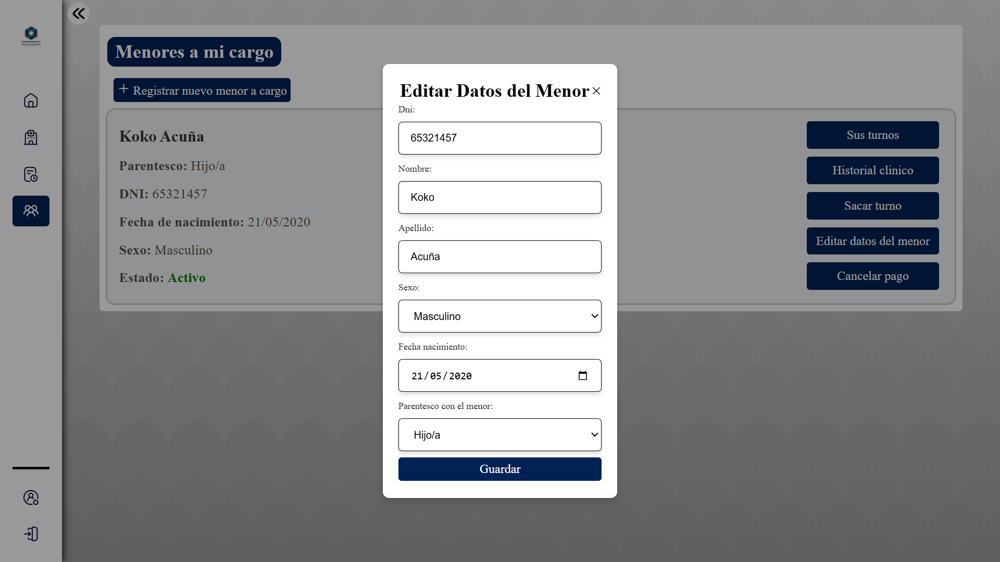 HOSPITAL
Menores a mi cargo
+ Registrar nuevo menor a cargo
Koko Acuña
Parentesco: Hijo/a
DNI: 65321457
Fecha de nacimiento: 21/05/2020
Sexo: Masculino
Estado: Activo
Sus turnos
Historial clinico
Sacar turno
Editar datos del menor
Cancelar pago
Editar Datos del Menor
Dni:
65321457
Nombre:
Koko
Apellido:
Acuña
Sexo:
Masculino
Fecha nacimiento:
21/05/2020
Parentesco con el menor:
Hijo/a
Guardar